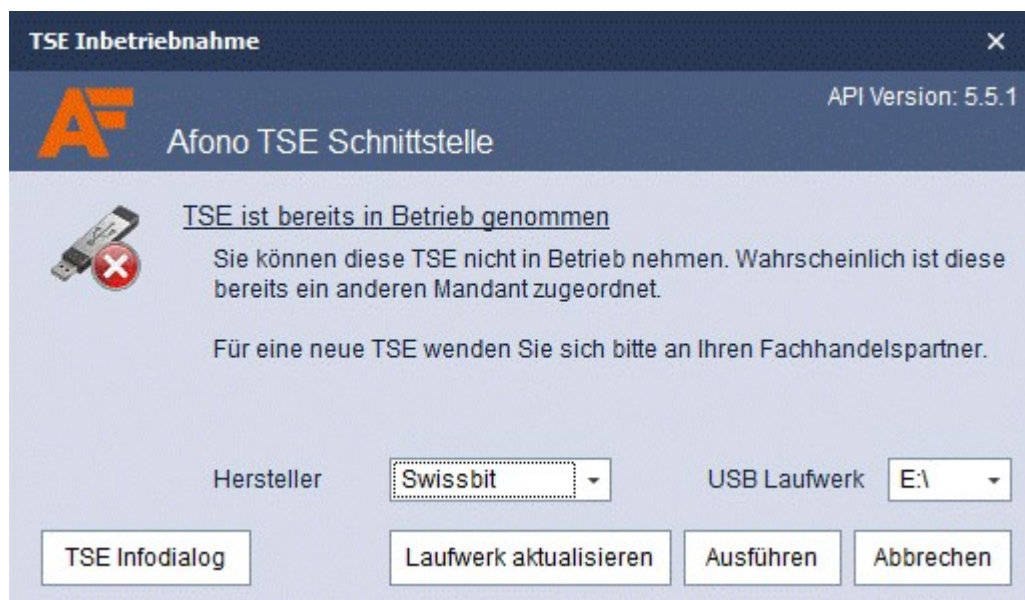 TSE Inbetriebnahme
API Version: 5.5.1
AF
Afono TSE Schnittstelle
TSE ist bereits in Betrieb genommen
Sie können diese TSE nicht in Betrieb nehmen. Wahrscheinlich ist diese
bereits ein anderen Mandant zugeordnet.
Für eine neue TSE wenden Sie sich bitte an Ihren Fachhandelspartner.
Hersteller Swissbit USB Laufwerk E:\
TSE Infodialog Laufwerk aktualisieren Ausführen Abbrechen